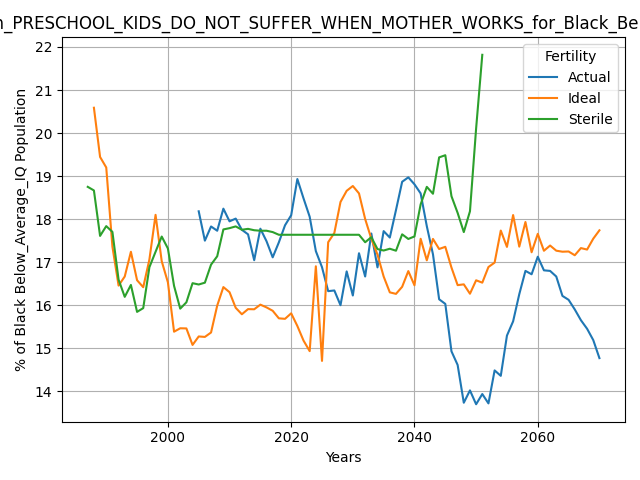 n_PRESCHOOL_KIDS_DO_NOT_SUFFER_WHEN_MOTHER_WORKS_for_Black_Be
22
21
20
19
18
17
16
15
14
% of Black Below_Average_IQ Population
Fertility
Actual
Ideal
Sterile
2000 2020 2040 2060
Years